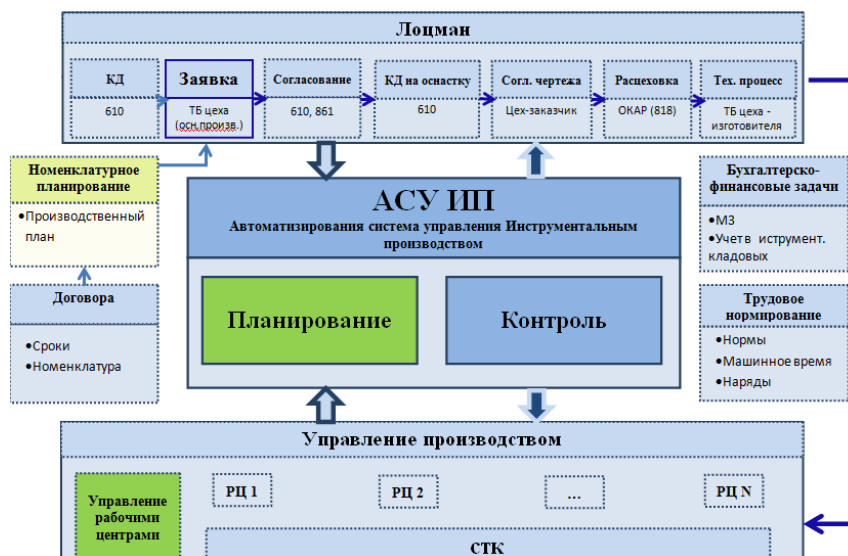 Лоцман
КД
610
Заявка
ТБ цеха
(осн.произв.)
Согласование
610, 861
КД на оснастку
610
Согл. чертежа
Цех-заказчик
Расцеховка
ОКАР (818)
Тех. процесс
ТБ цеха -
изготовителя
Номенклатурное
планирование
•Производственный
план
Договора
•Сроки
•Номенклатура
АСУ ИП
Автоматизирования система управления Инструментальным
производством
Планирование
Контроль
Бухгалтерско-
финансовые задачи
•МЗ
•Учет в иструмент.
кладовых
Трудовое
нормирование
•Нормы
•Машинное время
•Наряды
Управление производством
Управление
рабочими
центрами
РЦ 1
РЦ 2
...
РЦ N
СТК